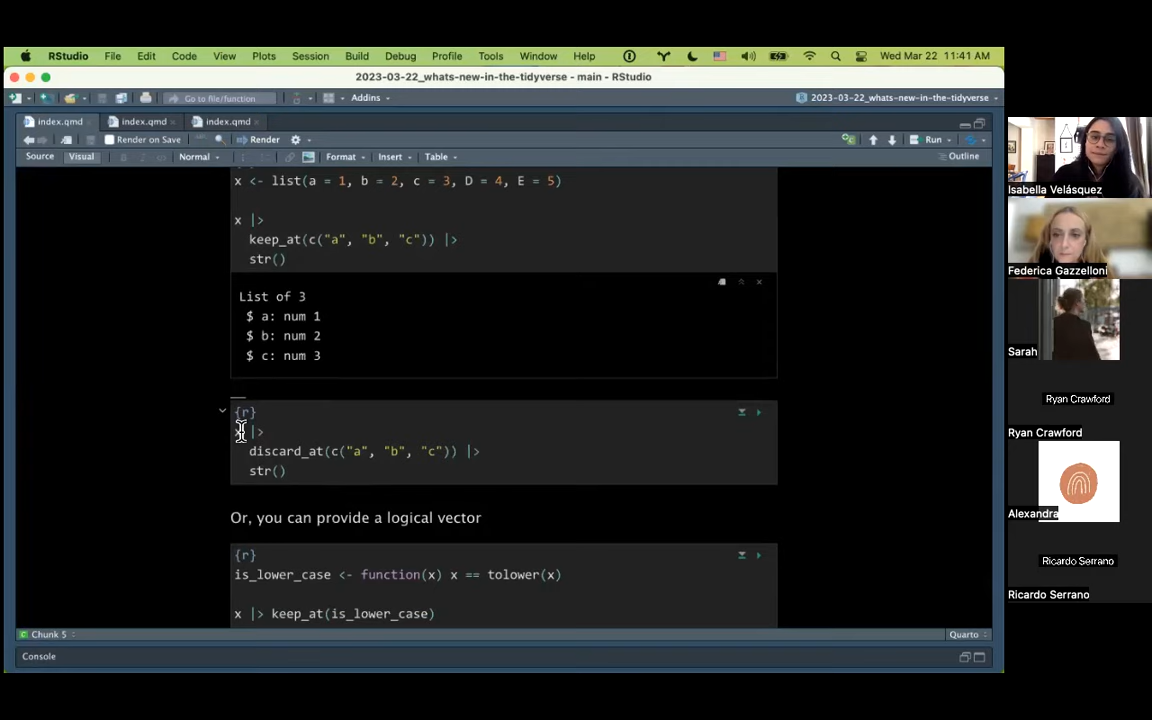 RStudio File Edit Code View Plots Session Build Debug Profile Tools Window Help Wed Mar 22 11:41 AM
2023-03-22_whats-new-in-the-tidyverse - main - RStudio
Go to file/function Addins 2023-03-22_whats-new-in-the-tidyverse
index.qmd index.qmd index.qmd
Render on Save Render Run
Source Visual Normal Format Insert Table Outline
x <- list(a = 1, b = 2, c = 3, D = 4, E = 5)
x |>
keep_at(c("a", "b", "c")) |>
str()
List of 3
$ a: num 1
$ b: num 2
$ c: num 3
{r}
x |>
discard_at(c("a", "b", "c")) |>
str()
Or, you can provide a logical vector
{r}
is_lower_case <- function(x) x == tolower(x)
x |> keep_at(is_lower_case)
Chunk 5 Quarto
Console
Isabella Velásquez
Federica Gazzelloni
Sarah
Ryan Crawford
Ryan Crawford
Alexandra
Ricardo Serrano
Ricardo Serrano